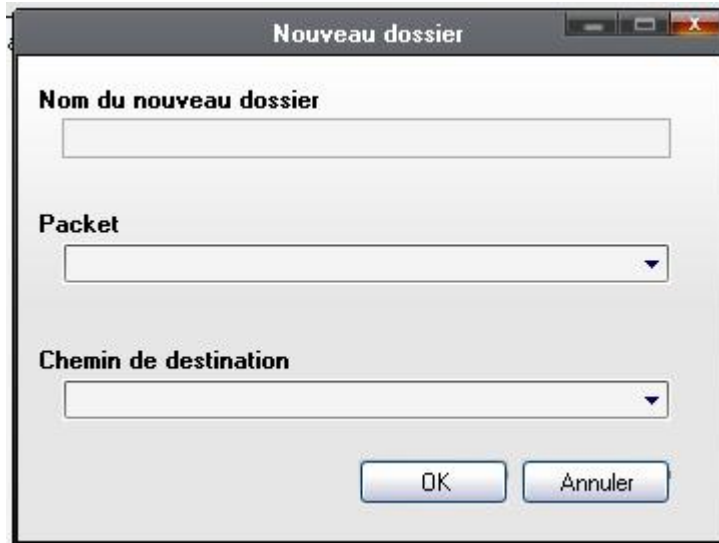 Nouveau dossier
Nom du nouveau dossier
Packet
Chemin de destination
OK
Annuler